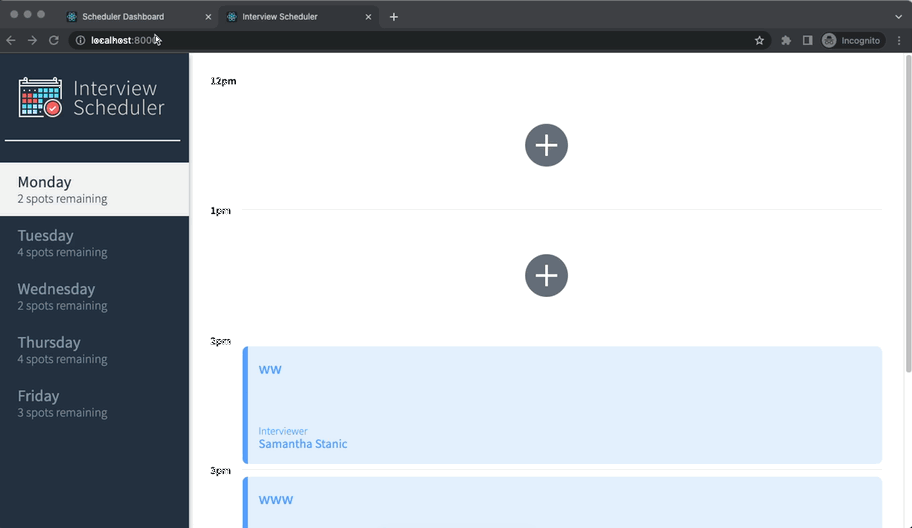 Scheduler Dashboard
Interview Scheduler
localhost:8000
Incognito
Interview
Scheduler
Monday
2 spots remaining
Tuesday
4 spots remaining
Wednesday
2 spots remaining
Thursday
4 spots remaining
Friday
3 spots remaining
12pm
1pm
WW
Interviewer
Samantha Stanic
3pm
WWW